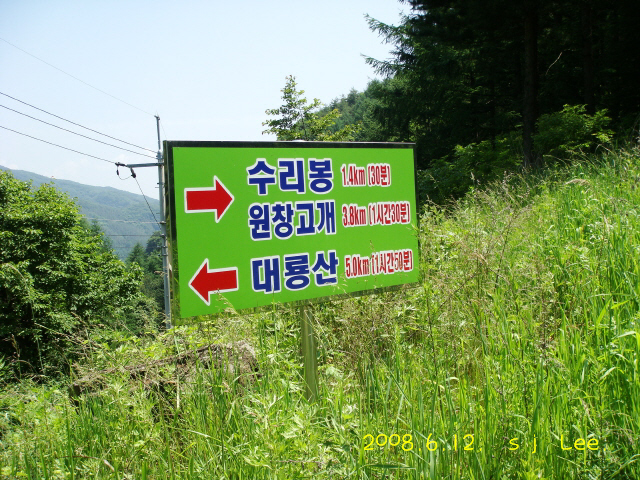 수리봉 1.4km (30분)
원창고개 3.8km (1시간30분)
대룡산 5.0km (1시간50분)
2008.6.12. s j Lee.